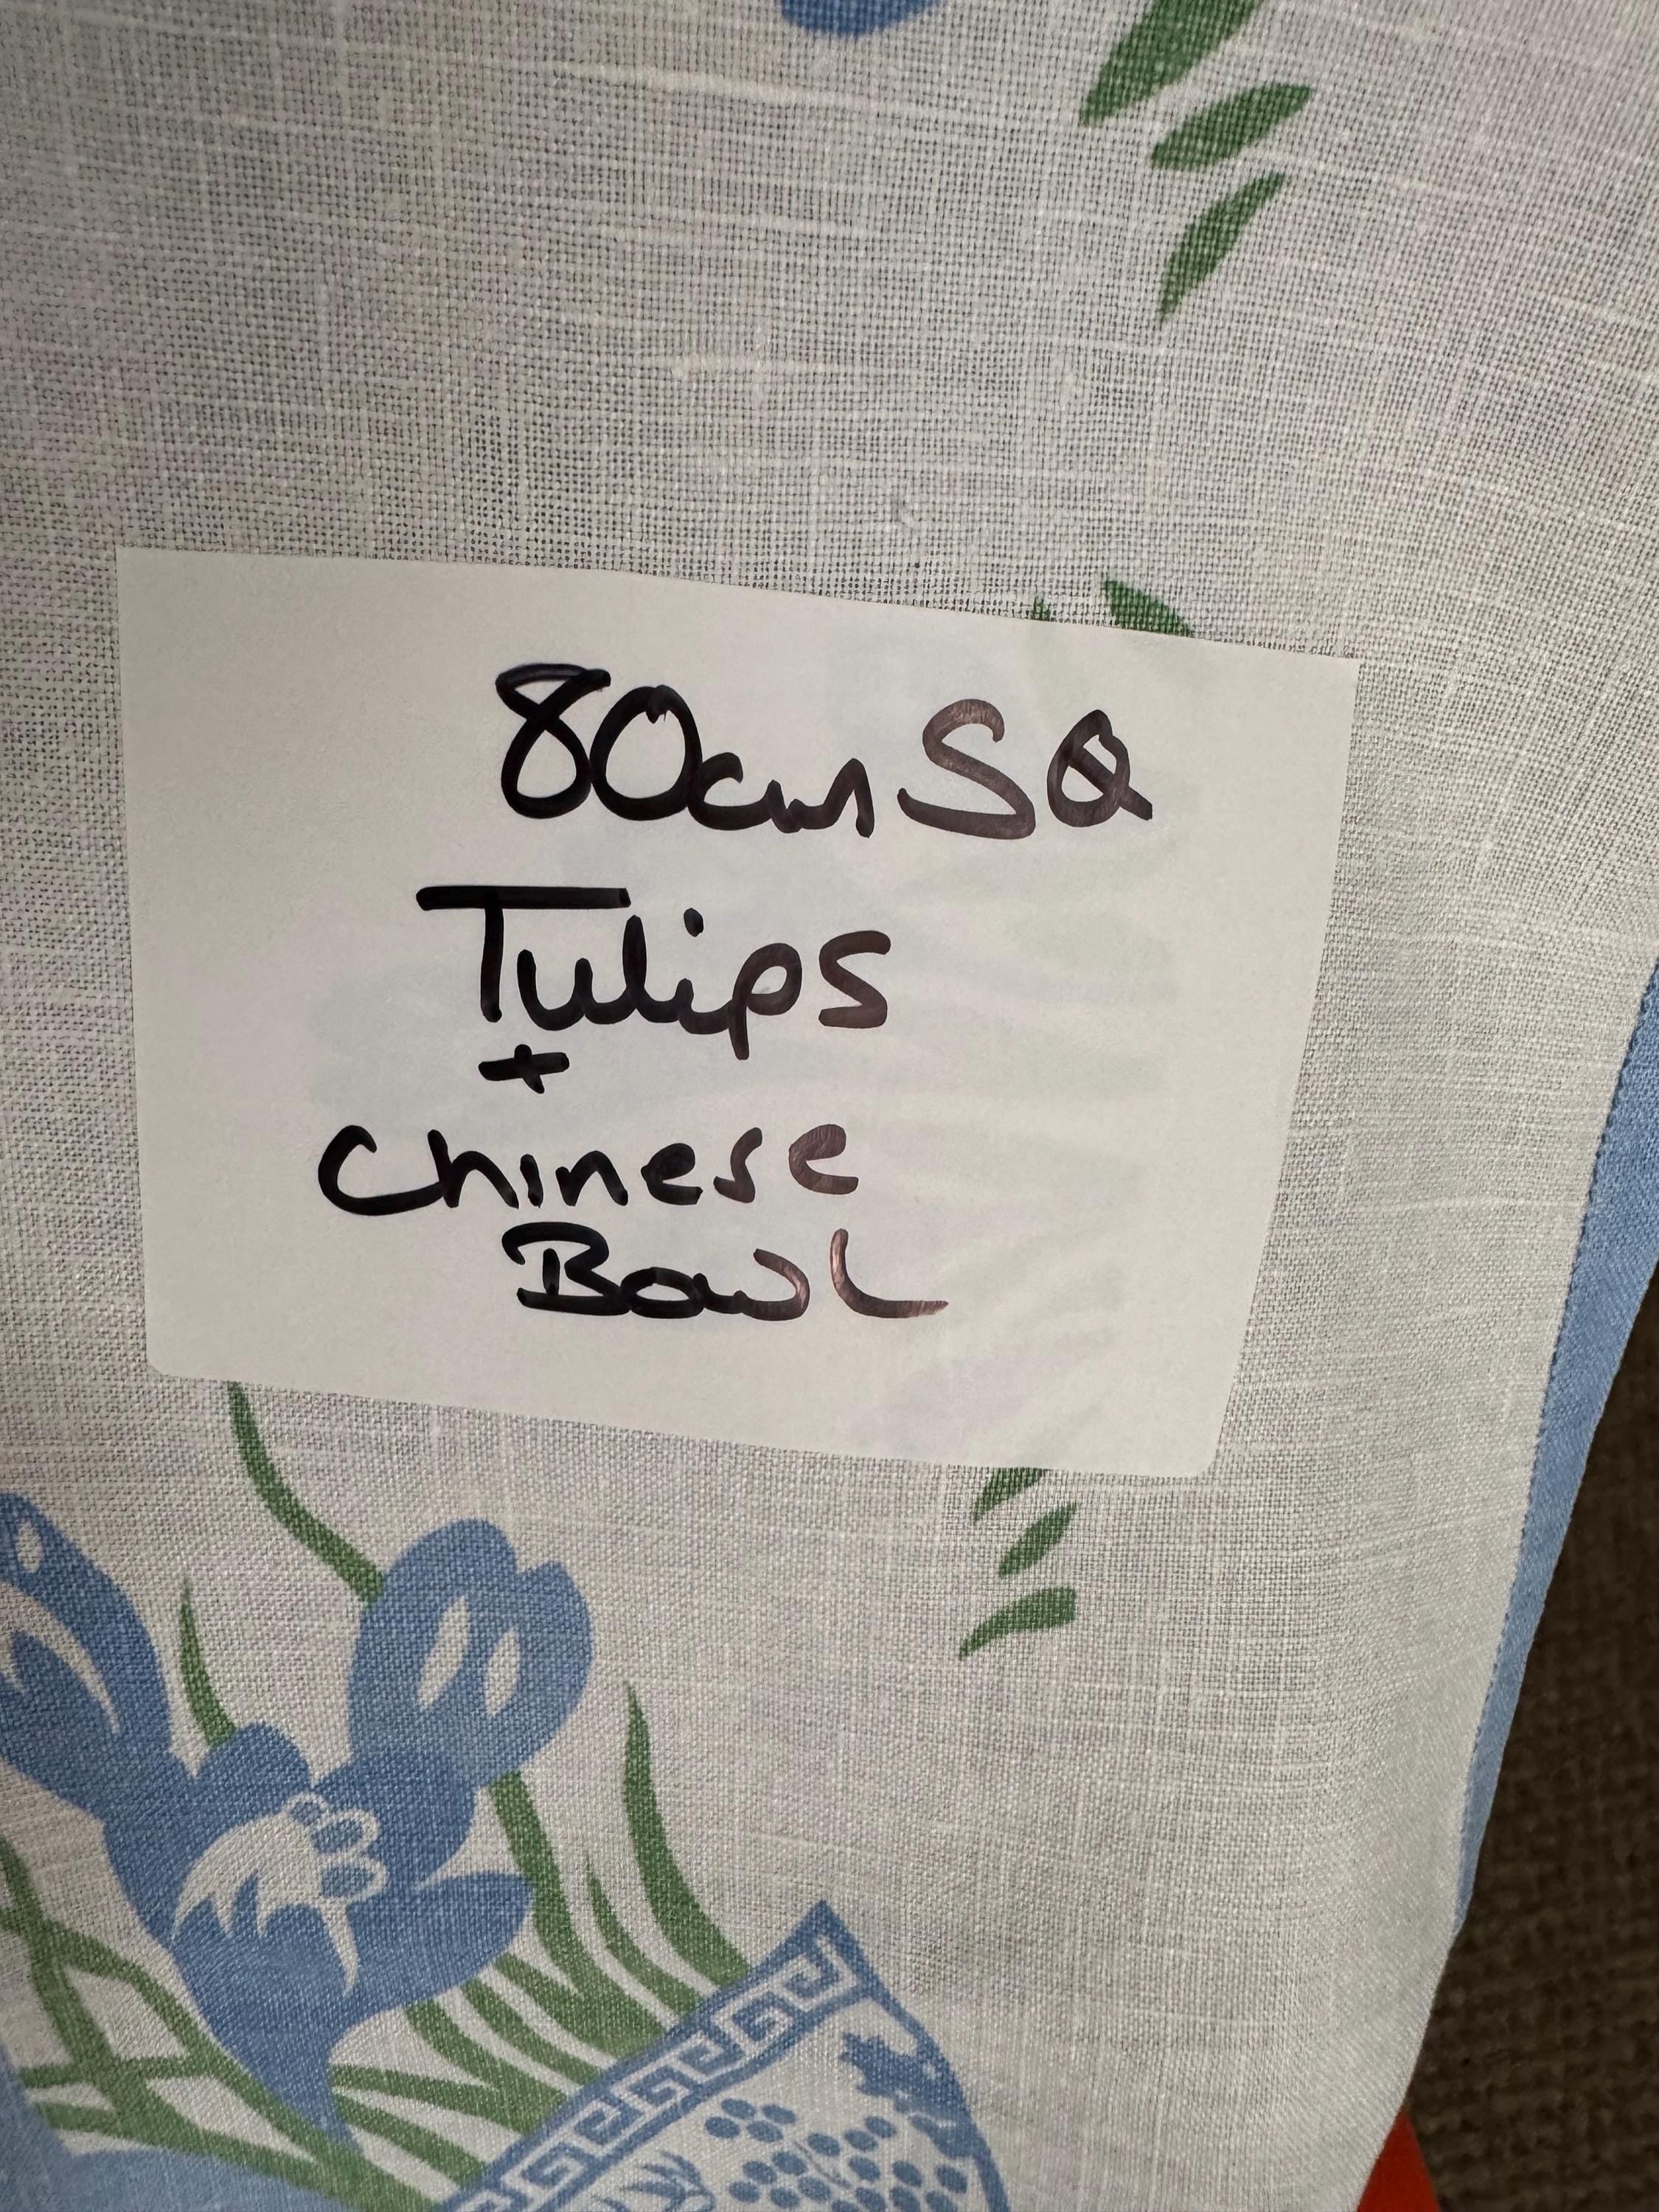 80cm SQ
Tulips
+
Chinese
Bowl